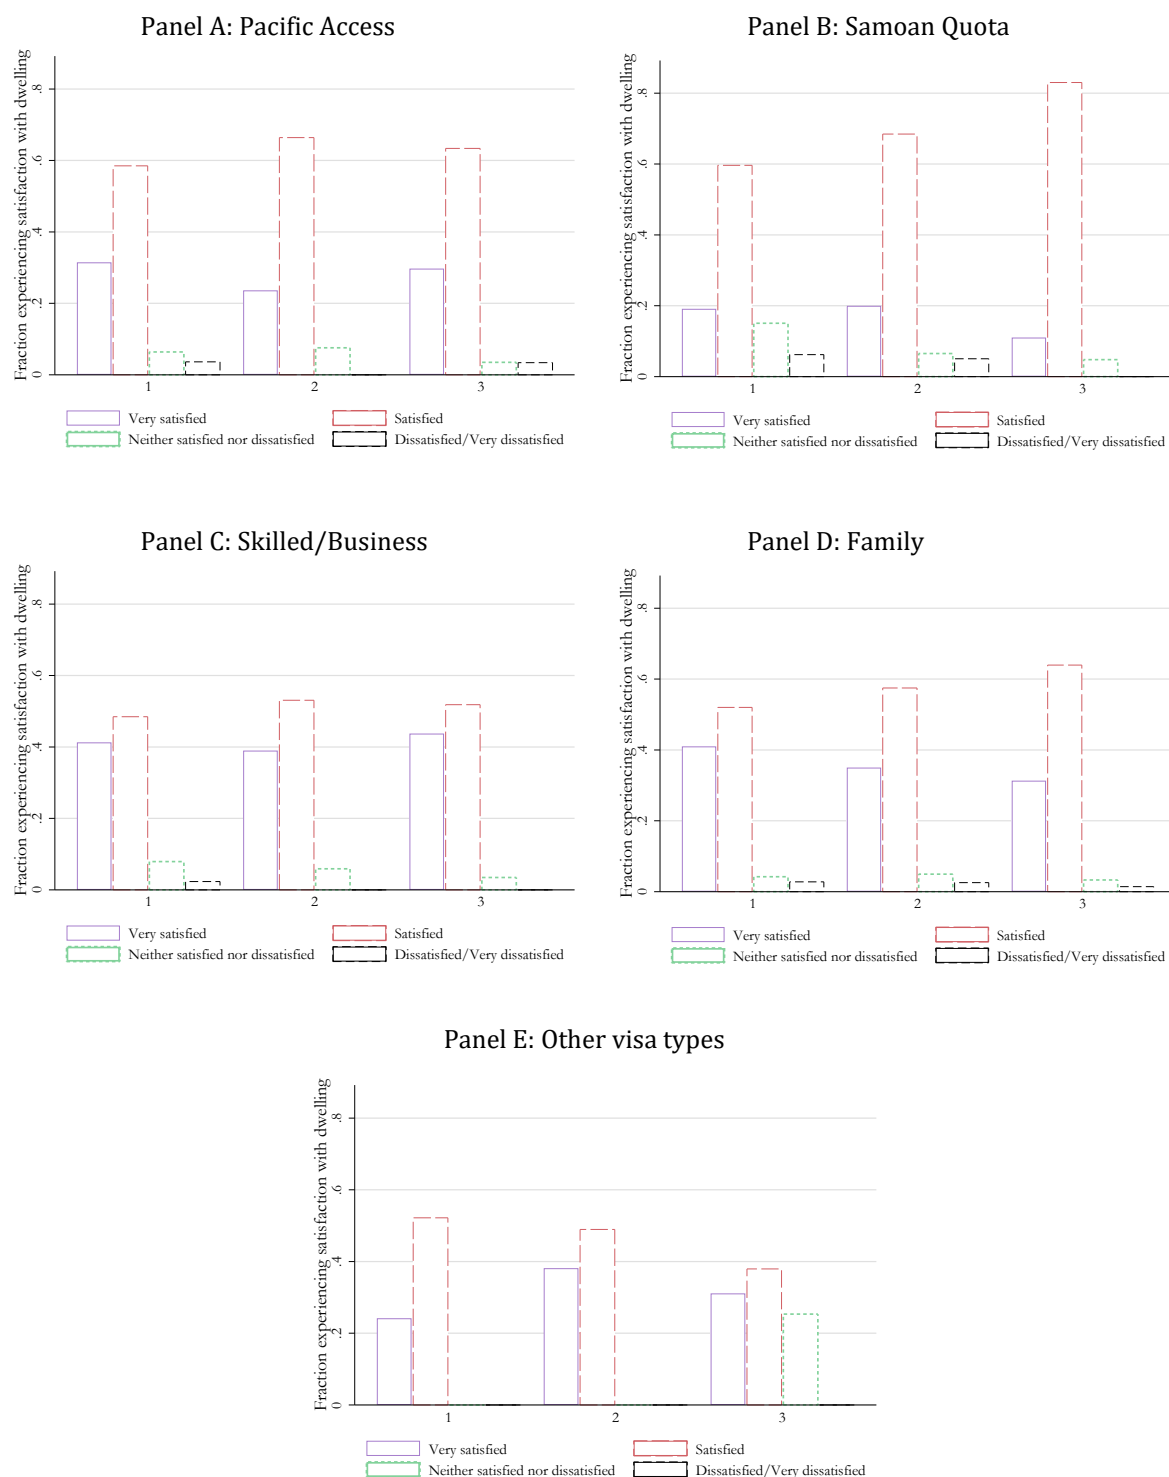 Panel A: Pacific Access
Fraction experiencing satisfaction with dwelling
.8
.6
.4
.2
0
1 2 3
Very satisfied Satisfied
Neither satisfied nor dissatisfied Dissatisfied/Very dissatisfied
Panel B: Samoan Quota
Fraction experiencing satisfaction with dwelling
.8
.6
.4
.2
0
1 2 3
Very satisfied Satisfied
Neither satisfied nor dissatisfied Dissatisfied/Very dissatisfied
Panel C: Skilled/Business
Fraction experiencing satisfaction with dwelling
.8
.6
.4
.2
0
1 2 3
Very satisfied Satisfied
Neither satisfied nor dissatisfied Dissatisfied/Very dissatisfied
Panel D: Family
Fraction experiencing satisfaction with dwelling
.8
.6
.4
.2
0
1 2 3
Very satisfied Satisfied
Neither satisfied nor dissatisfied Dissatisfied/Very dissatisfied
Panel E: Other visa types
Fraction experiencing satisfaction with dwelling
.8
.6
.4
.2
0
1 2 3
Very satisfied Satisfied
Neither satisfied nor dissatisfied Dissatisfied/Very dissatisfied